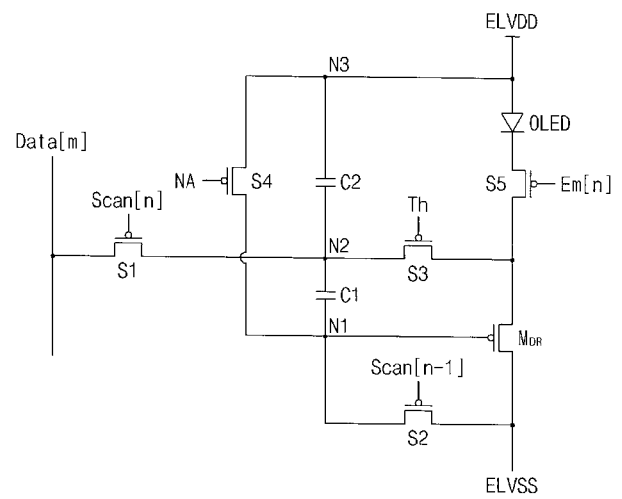 ELVDD
N3
OLED
Data[m]
NA
S4
C2
S5
Em[n]
Scan[n]
Th
N2
S1
S3
C1
N1
MDR
Scan[n-1]
S2
ELVSS